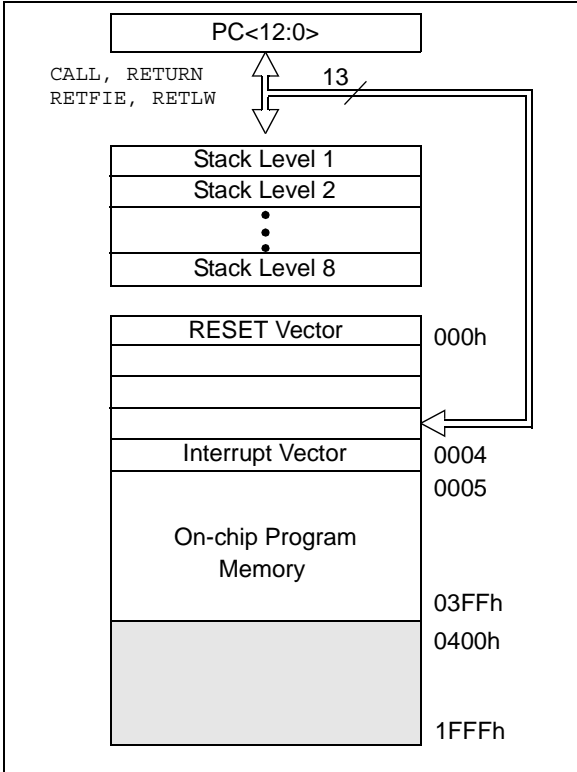 PC<12:0>
CALL, RETURN
RETFIE, RETLW
13
Stack Level 1
Stack Level 2
Stack Level 8
RESET Vector
000h
Interrupt Vector
0004
0005
On-chip Program
Memory
03FFh
0400h
1FFFh